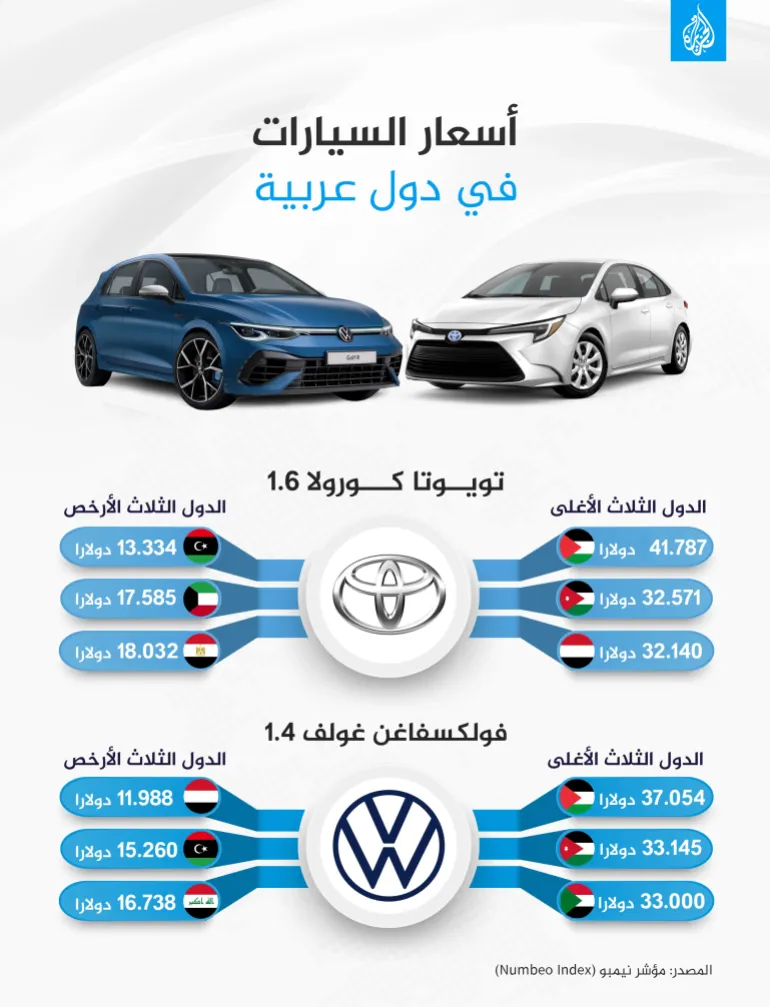 أسعار السيارات
في دول عربية
تويوتا كورولا 1.6
الدول الثلاث الأغلى
41.787 دولارا
32.571 دولارا
32.140 دولارا
الدول الثلاث الأرخص
13.334 دولارا
17.585 دولارا
18.032 دولارا
فولكسفاغن غولف 1.4
الدول الثلاث الأغلى
37.054 دولارا
33.145 دولارا
33.000 دولارا
الدول الثلاث الأرخص
11.988 دولارا
15.260 دولارا
16.738 دولارا
المصدر: مؤشر نيمبو (Numbeo Index)